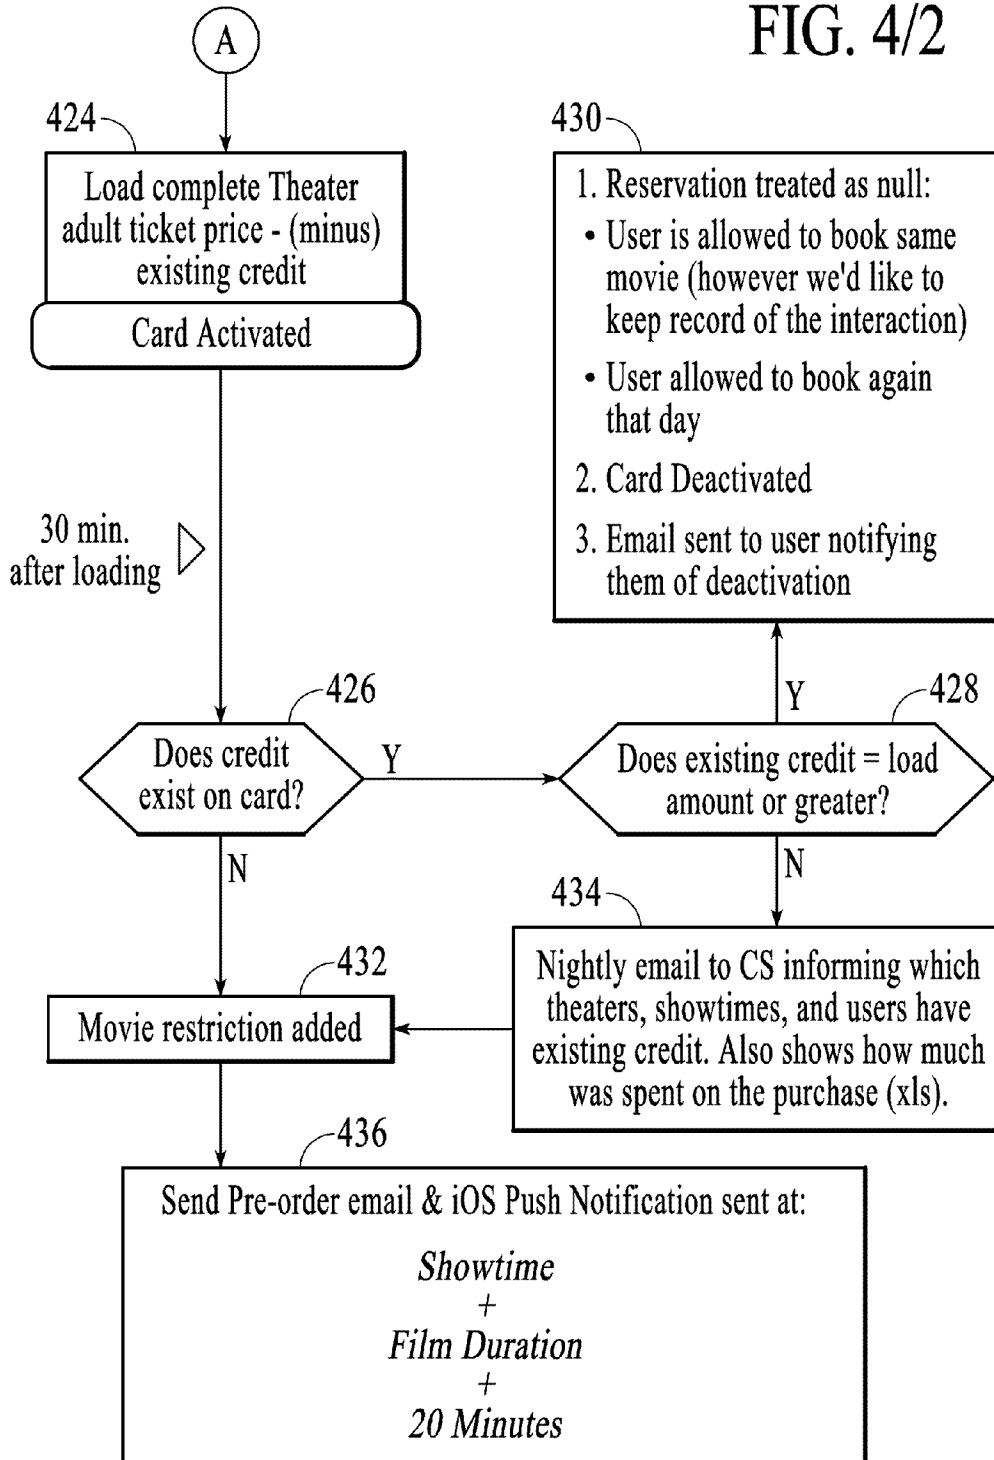 FIG. 4/2
A
424
Load complete Theater
adult ticket price - (minus)
existing credit
Card Activated
30 min.
after loading
430
1. Reservation treated as null:
• User is allowed to book same
movie (however we'd like to
keep record of the interaction)
• User allowed to book again
that day
2. Card Deactivated
3. Email sent to user notifying
them of deactivation
426
Does credit
exist on card?
Y
N
428
Y
Does existing credit = load
amount or greater?
N
434
Nightly email to CS informing which
theaters, showtimes, and users have
existing credit. Also shows how much
was spent on the purchase (xls).
432
Movie restriction added
436
Send Pre-order email & iOS Push Notification sent at:
Showtime
+
Film Duration
+
20 Minutes